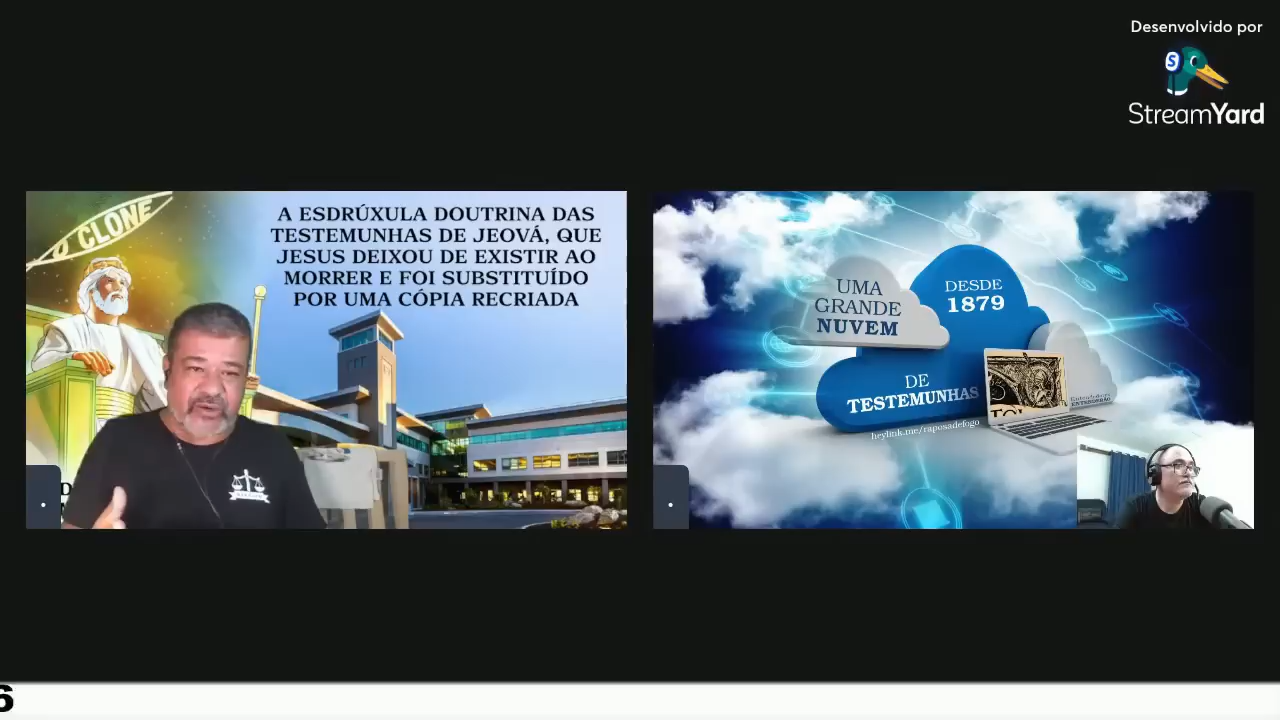 Desenvolvido por
StreamYard
O CLONE
A ESDRÚXULA DOUTRINA DAS
TESTEMUNHAS DE JEOVÁ, QUE
JESUS DEIXOU DE EXISTIR AO
MORRER E FOI SUBSTITUÍDO
POR UMA CÓPIA RECRIADA
UMA
GRANDE
NUVEM
DESDE
1879
DE
TESTEMUNHAS
heylink.me/raposadefogo
6